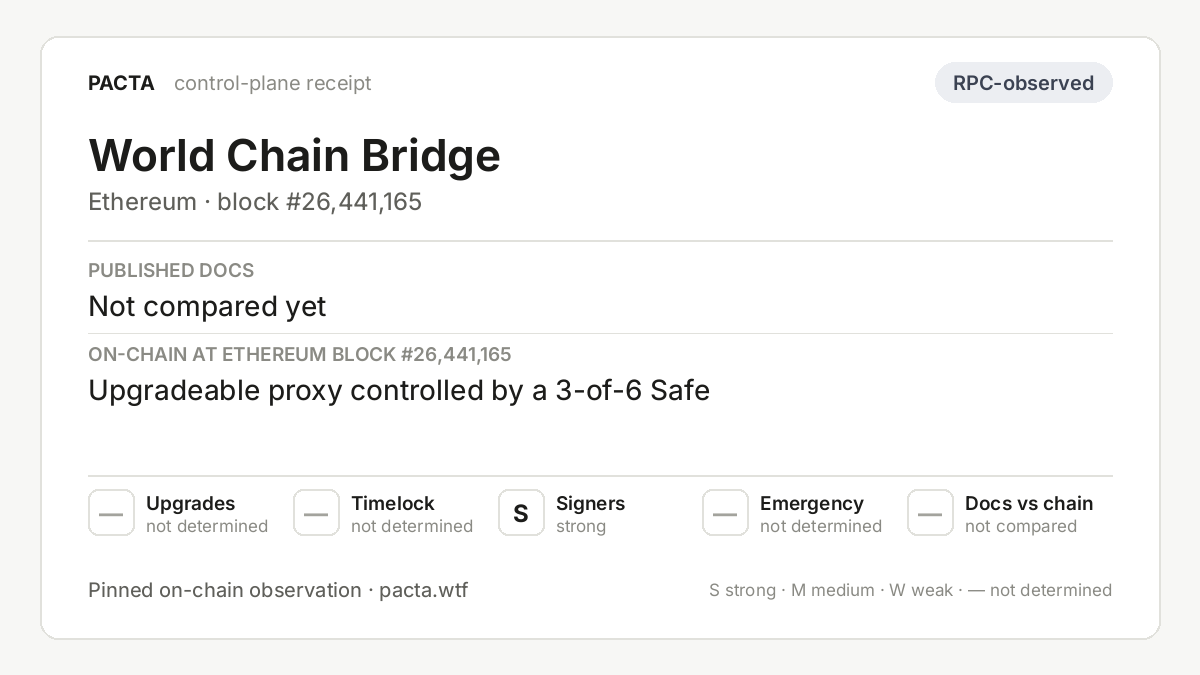 PACTA control-plane receipt
RPC-observed
World Chain Bridge
Ethereum · block #26,441,165
PUBLISHED DOCS
Not compared yet
ON-CHAIN AT ETHEREUM BLOCK #26,441,165
Upgradeable proxy controlled by a 3-of-6 Safe
— Upgrades
not determined
— Timelock
not determined
S Signers
strong
— Emergency
not determined
— Docs vs chain
not compared
Pinned on-chain observation · pacta.wtf
S strong · M medium · W weak · — not determined